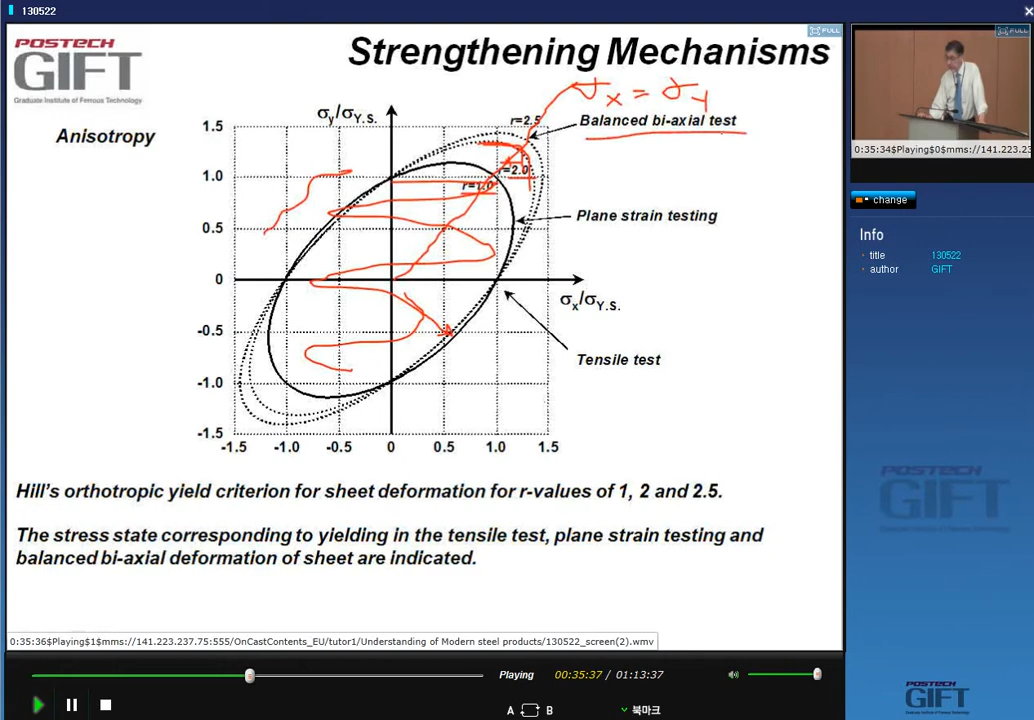 130522
FULL
FULL
POSTECH
GIFT
Graduate Institute of Ferrous Technology
Strengthening Mechanisms
Anisotropy
σy/σY.S.
σx = σy
1.5
r=2.5
Balanced bi-axial test
1.0
r=2.0
r=1.0
0.5
Plane strain testing
0
σx/σY.S.
-0.5
Tensile test
-1.0
-1.5
-1.5 -1.0 -0.5 0 0.5 1.0 1.5
Hill's orthotropic yield criterion for sheet deformation for r-values of 1, 2 and 2.5.
The stress state corresponding to yielding in the tensile test, plane strain testing and
balanced bi-axial deformation of sheet are indicated.
0:35:36$Playing$1$mms://141.223.237.75:555/OnCastContents_EU/tutor1/Understanding of Modern steel products/130522_screen(2).wmv
Playing 00:35:37 / 01:13:37
A B 북마크
0:35:34$Playing$0$mms://141.223.23
change
Info
title 130522
author GIFT
POSTECH
GIFT
POSTECH
GIFT